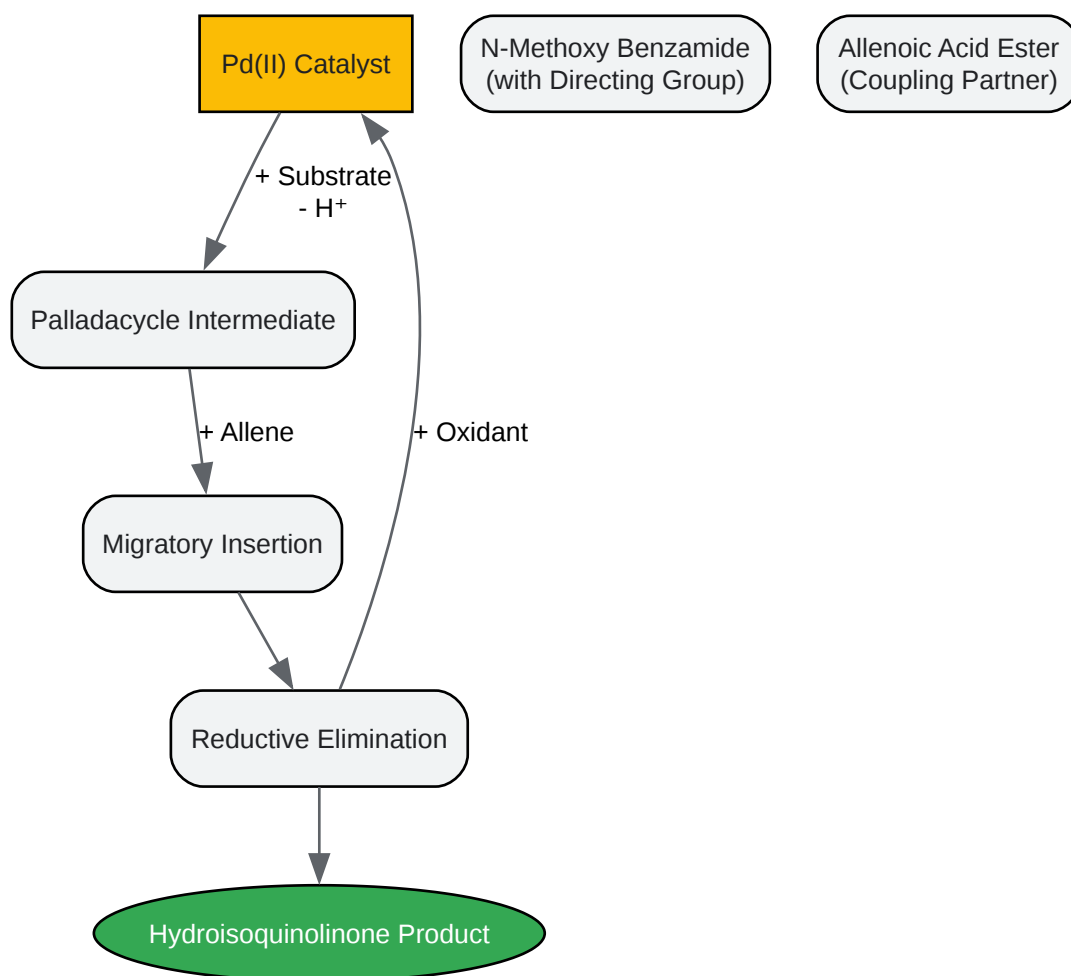 Pd(II) Catalyst
N-Methoxy Benzamide
(with Directing Group)
Allenoic Acid Ester
(Coupling Partner)
+ Substrate
- H⁺
Palladacycle Intermediate
+ Allene
+ Oxidant
Migratory Insertion
Reductive Elimination
Hydroisoquinolinone Product